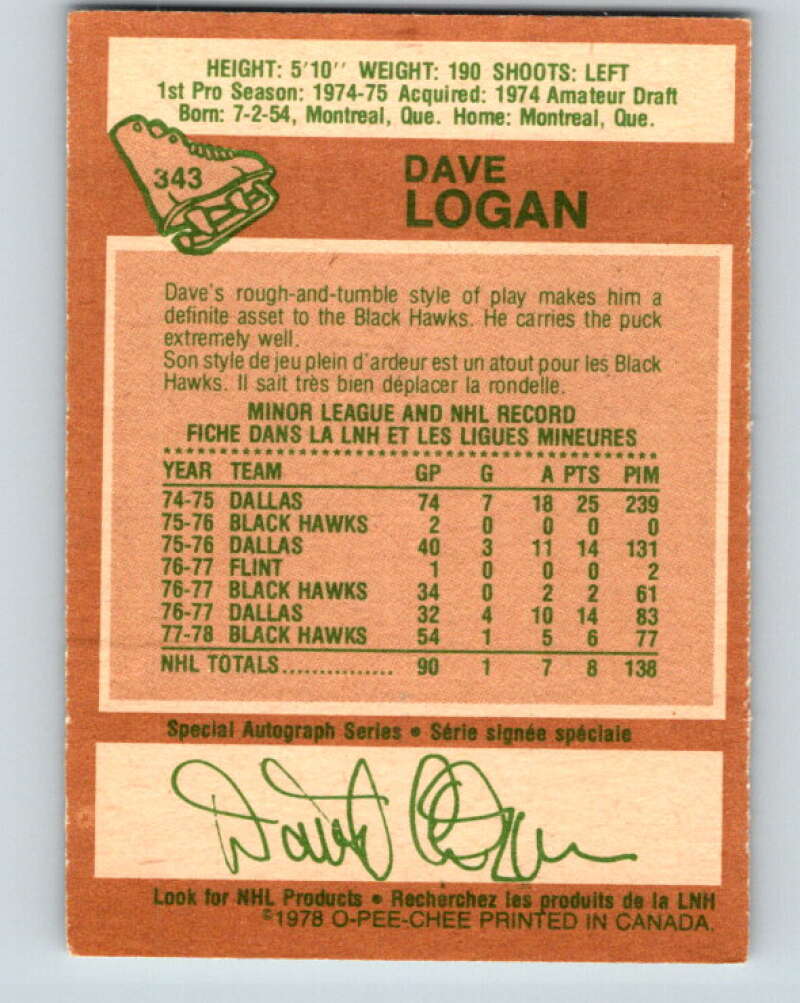 HEIGHT: 5'10'' WEIGHT: 190 SHOOTS: LEFT
1st Pro Season: 1974-75 Acquired: 1974 Amateur Draft
Born: 7-2-54, Montreal, Que. Home: Montreal, Que.
343
DAVE
LOGAN
Dave's rough-and-tumble style of play makes him a
definite asset to the Black Hawks. He carries the puck
extremely well.
Son style de jeu plein d'ardeur est un atout pour les Black
Hawks. Il sait très bien déplacer la rondelle.
MINOR LEAGUE AND NHL RECORD
FICHE DANS LA LNH ET LES LIGUES MINEURES
YEAR TEAM GP G A PTS PIM
74-75 DALLAS 74 7 18 25 239
75-76 BLACK HAWKS 2 0 0 0 0
75-76 DALLAS 40 3 11 14 131
76-77 FLINT 1 0 0 0 2
76-77 BLACK HAWKS 34 0 2 2 61
76-77 DALLAS 32 4 10 14 83
77-78 BLACK HAWKS 54 1 5 6 77
NHL TOTALS............... 90 1 7 8 138
Special Autograph Series • Série signée spéciale
David Logan
Look for NHL Products • Recherchez les produits de la LNH
©1978 O-PEE-CHEE PRINTED IN CANADA.